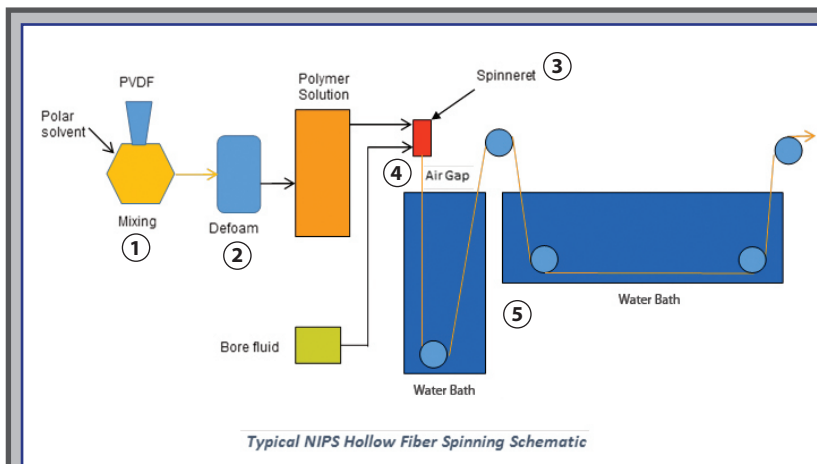 PVDF
Polar
solvent
Mixing
1
Defoam
2
Polymer
Solution
Spinneret
3
4
Air Gap
Bore fluid
Water Bath
5
Water Bath
Typical NIPS Hollow Fiber Spinning Schematic